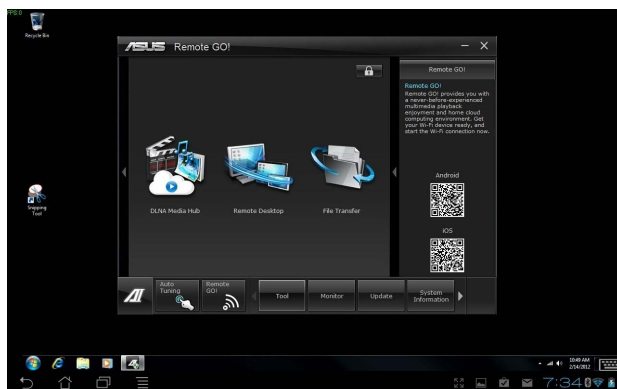 FPS:0
Recycle Bin
ASUS Remote GO!
Remote GO!
Remote GO!
Remote GO! provides you with
a never-before-experienced
multimedia playback
enjoyment and home cloud
computing environment. Get
your Wi-Fi device ready, and
start the Wi-Fi connection now.
Android
iOS
DLNA Media Hub
Remote Desktop
File Transfer
Snipping
Tool
Auto
Tuning
Remote
GO!
Tool
Monitor
Update
System
Information
10:49 AM
2/14/2012
7:34